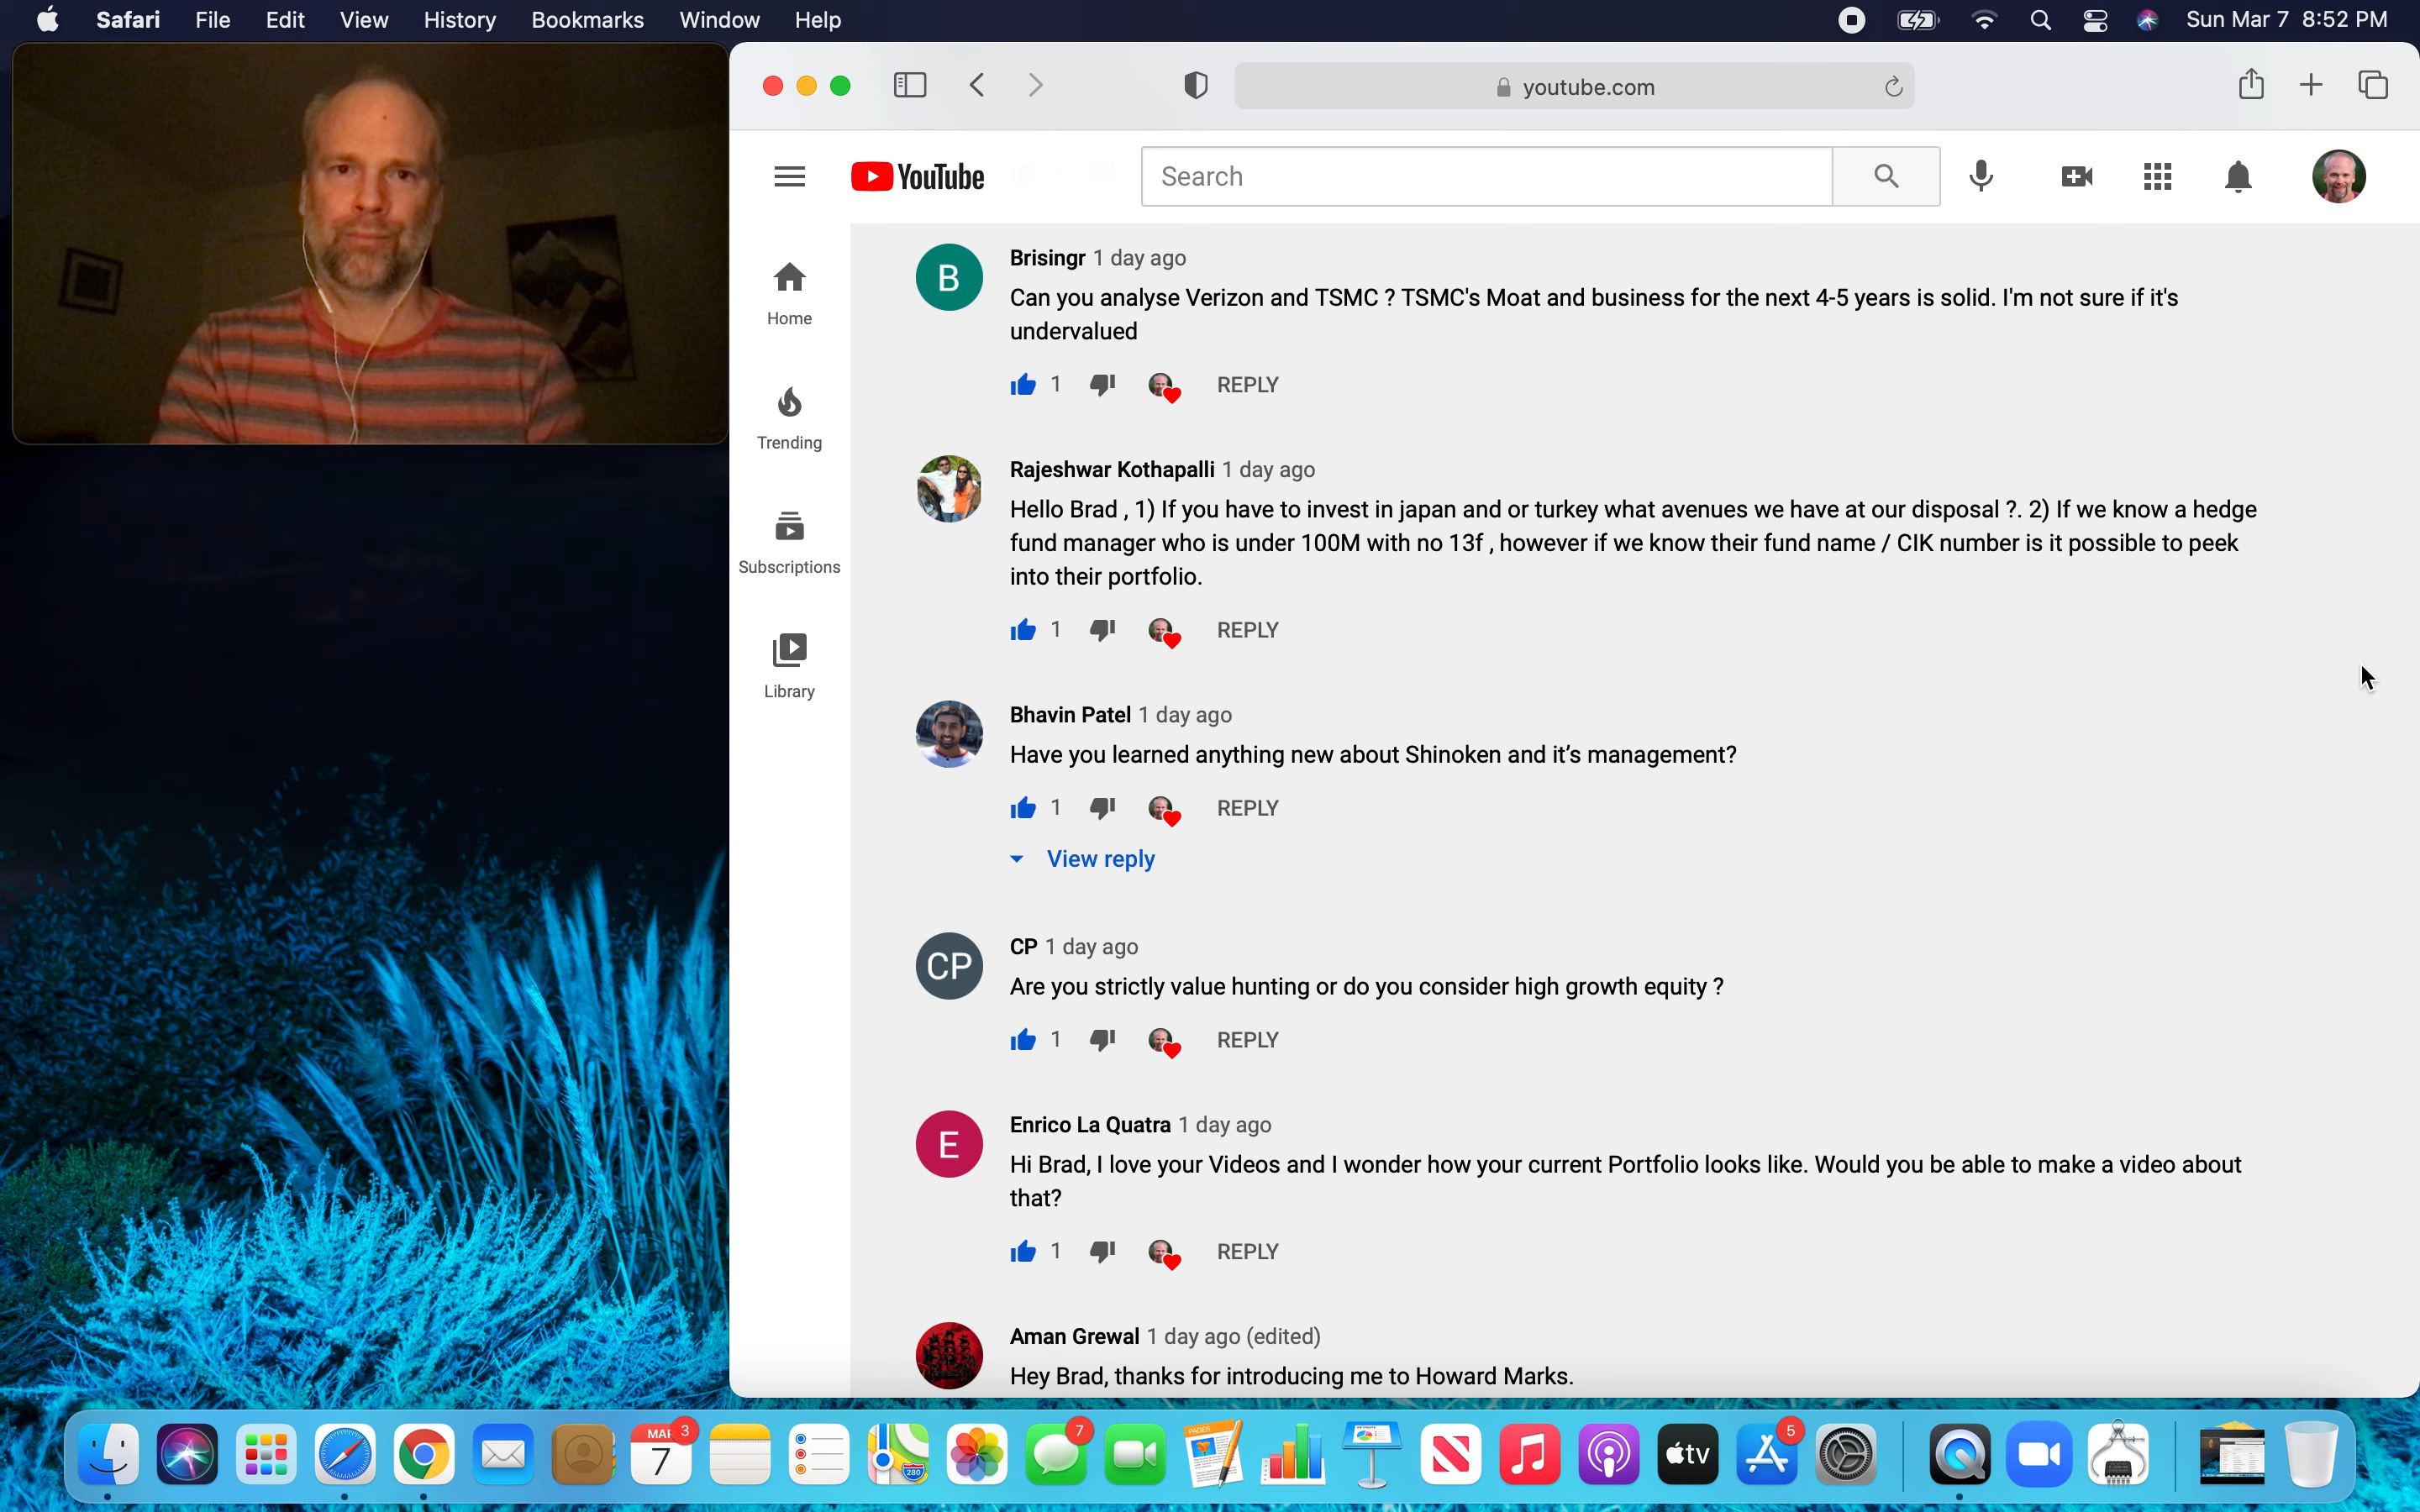 Safari File Edit View History Bookmarks Window Help Sun Mar 7 8:52 PM
youtube.com
YouTube Search
Home
Trending
Subscriptions
Library
B
Brisingr 1 day ago
Can you analyse Verizon and TSMC ? TSMC's Moat and business for the next 4-5 years is solid. I'm not sure if it's
undervalued
1 REPLY
Rajeshwar Kothapalli 1 day ago
Hello Brad , 1) If you have to invest in japan and or turkey what avenues we have at our disposal ?. 2) If we know a hedge
fund manager who is under 100M with no 13f , however if we know their fund name / CIK number is it possible to peek
into their portfolio.
1 REPLY
Bhavin Patel 1 day ago
Have you learned anything new about Shinoken and it’s management?
1 REPLY
View reply
CP
CP 1 day ago
Are you strictly value hunting or do you consider high growth equity ?
1 REPLY
E
Enrico La Quatra 1 day ago
Hi Brad, I love your Videos and I wonder how your current Portfolio looks like. Would you be able to make a video about
that?
1 REPLY
Aman Grewal 1 day ago (edited)
Hey Brad, thanks for introducing me to Howard Marks.
MAR 3 7 5
7 280 tv
PAGES